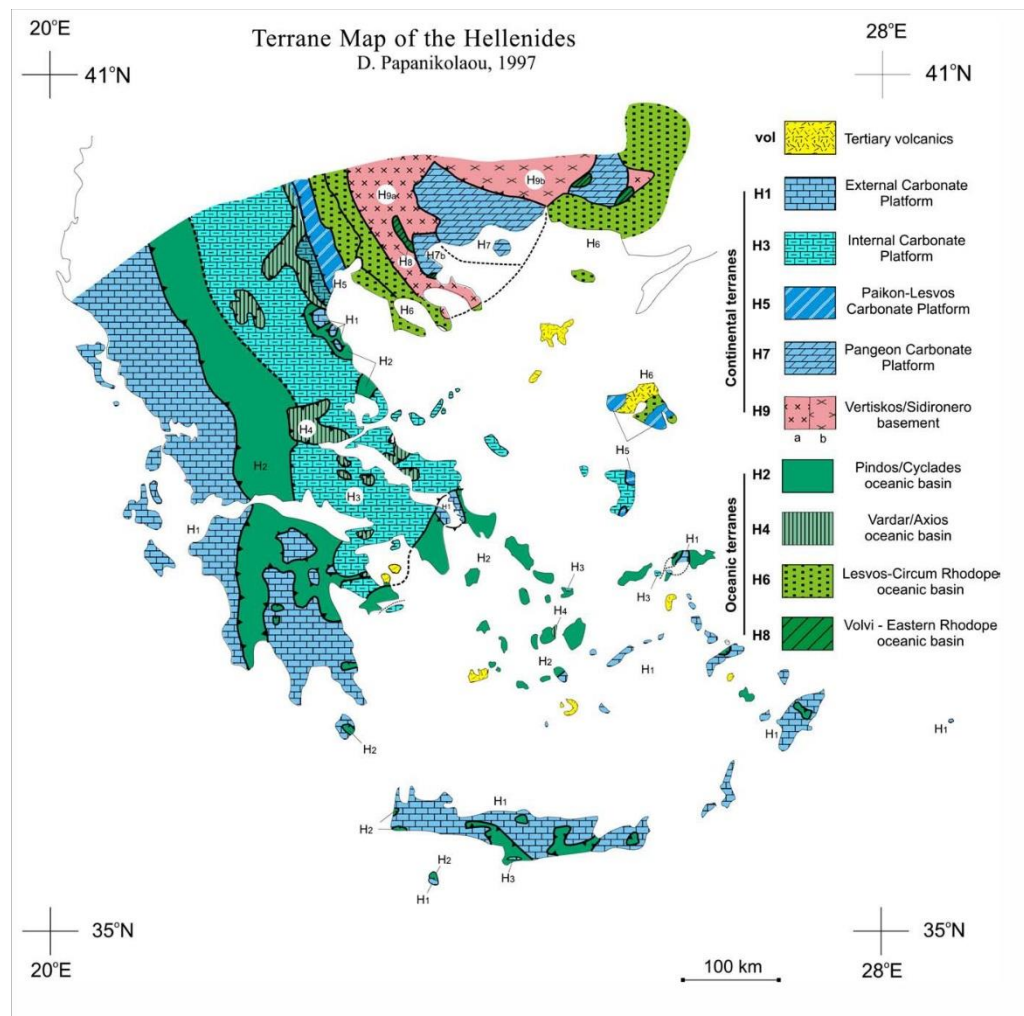 20°E
28°E
Terrane Map of the Hellenides
D. Papanikolaou, 1997
41°N
41°N
vol Tertiary volcanics
H1 External Carbonate
Platform
H3 Internal Carbonate
Platform
H5 Paikon-Lesvos
Carbonate Platform
H7 Pangeon Carbonate
Platform
H9 Vertiskos/Sidironero
basement
a b
H2 Pindos/Cyclades
oceanic basin
H4 Vardar/Axios
oceanic basin
H6 Lesvos-Circum Rhodope
oceanic basin
H8 Volvi - Eastern Rhodope
oceanic basin
Continental terranes
Oceanic terranes
H9b
H9a
H7
H6
H7b
H8
H5
H6
H1
H2
H6
H4
H5
H2
H3
H1
H1
H1
H2
H3
H3
H4
H2
H1
H1
H1
H2
H1
H2
H3
H2
H1
35°N
35°N
20°E
28°E
100 km